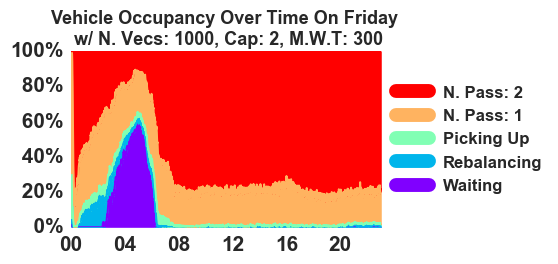 Vehicle Occupancy Over Time On Friday
w/ N. Vecs: 1000, Cap: 2, M.W.T: 300
100%
80%
60%
40%
20%
0%
00 04 08 12 16 20
N. Pass: 2
N. Pass: 1
Picking Up
Rebalancing
Waiting